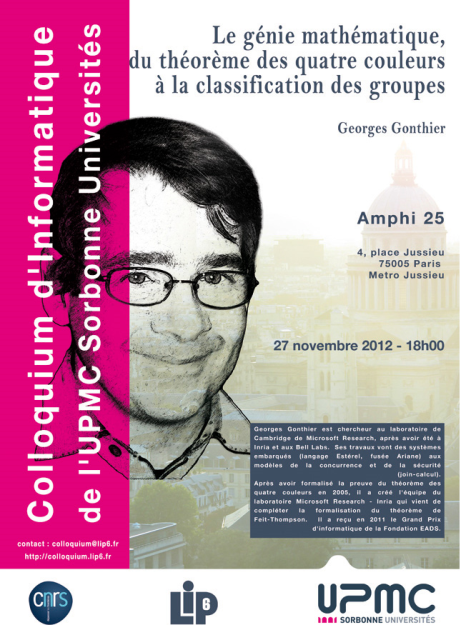 Colloquium d'Informatique
de l'UPMC Sorbonne Universités
Le génie mathématique,
du théorème des quatre couleurs
à la classification des groupes
Georges Gonthier
Amphi 25
4, place Jussieu
75005 Paris
Metro Jussieu
27 novembre 2012 - 18h00
Georges Gonthier est chercheur au laboratoire de
Cambridge de Microsoft Research, après avoir été à
Inria et aux Bell Labs. Ses travaux vont des systèmes
embarqués (langage Estérel, fusée Ariane) aux
modèles de la concurrence et de la sécurité
(join-calcul).
Après avoir formalisé la preuve du théorème des
quatre couleurs en 2005, il a créé l'équipe du
laboratoire Microsoft Research - Inria qui vient de
compléter la formalisation du théorème de
Feit-Thompson. Il a reçu en 2011 le Grand Prix
d'informatique de la Fondation EADS.
contact : colloquium@lip6.fr
http://colloquium.lip6.fr
cnrs
LIP6
UPMC
SORBONNE UNIVERSITÉS